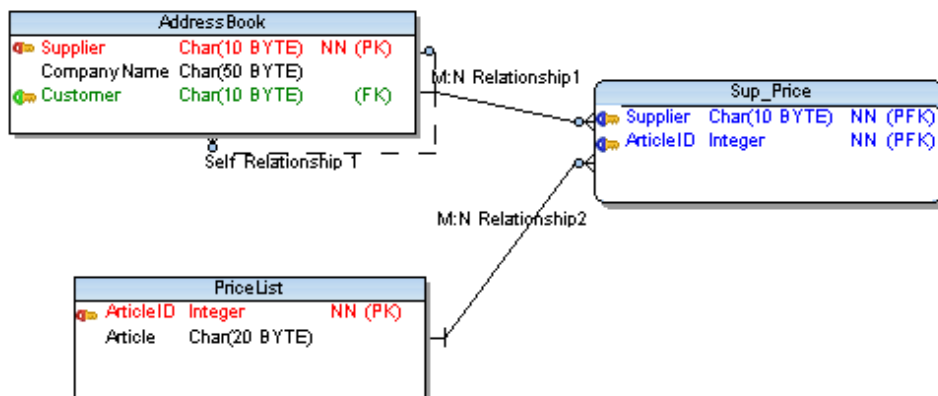 AddressBook
Supplier Char(10 BYTE) NN (PK)
CompanyName Char(50 BYTE)
Customer Char(10 BYTE) (FK)
M:N Relationship1
Self Relationship 1
Sup_Price
Supplier Char(10 BYTE) NN (PFK)
ArticleID Integer NN (PFK)
M:N Relationship2
PriceList
ArticleID Integer NN (PK)
Article Char(20 BYTE)